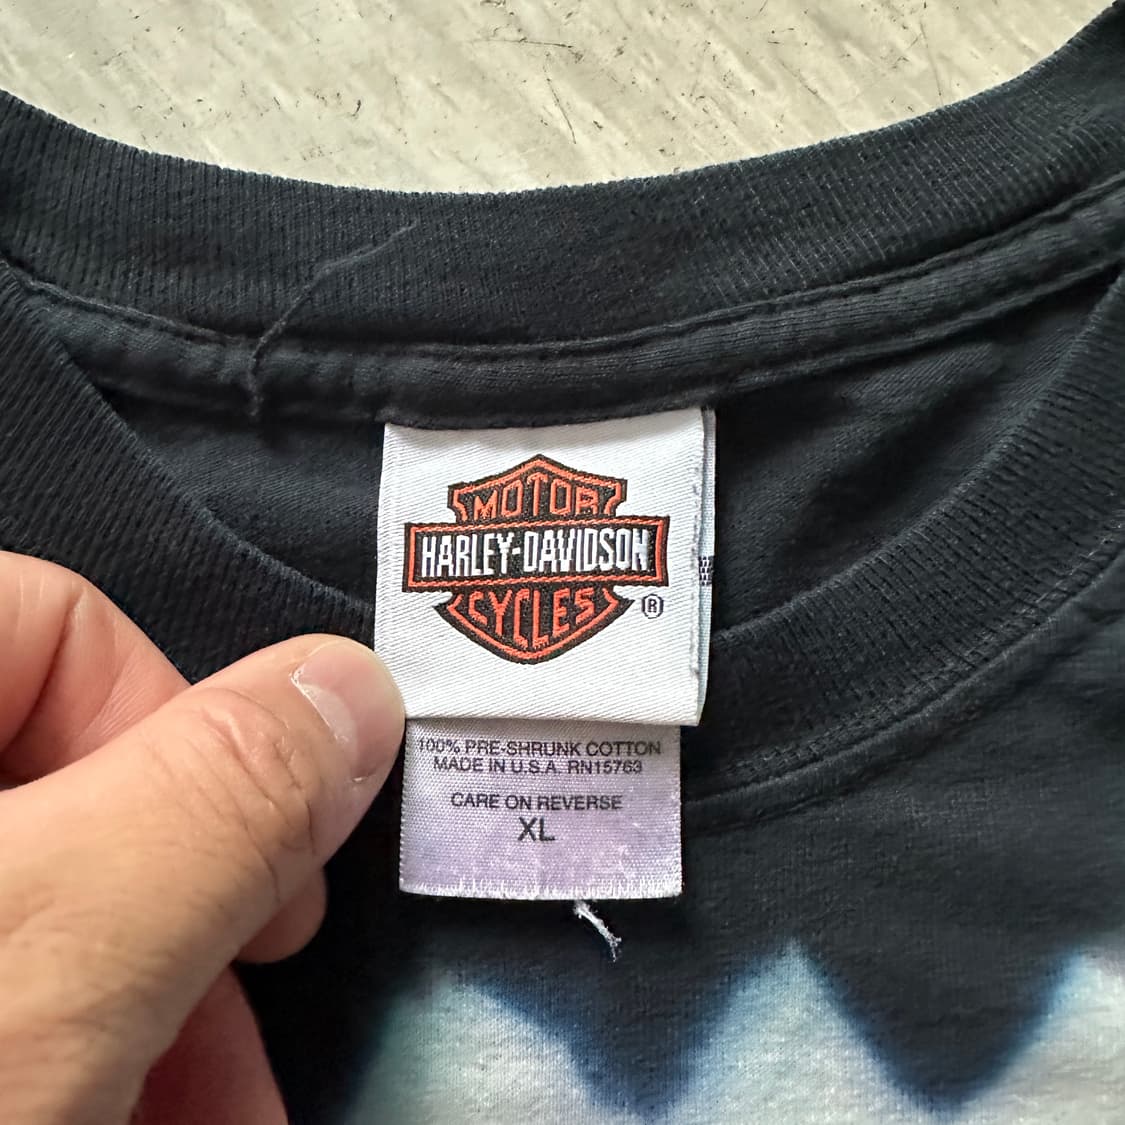 MOTOR
HARLEY-DAVIDSON
CYCLES
®
100% PRE-SHRUNK COTTON
MADE IN U.S.A. RN15763
CARE ON REVERSE
XL